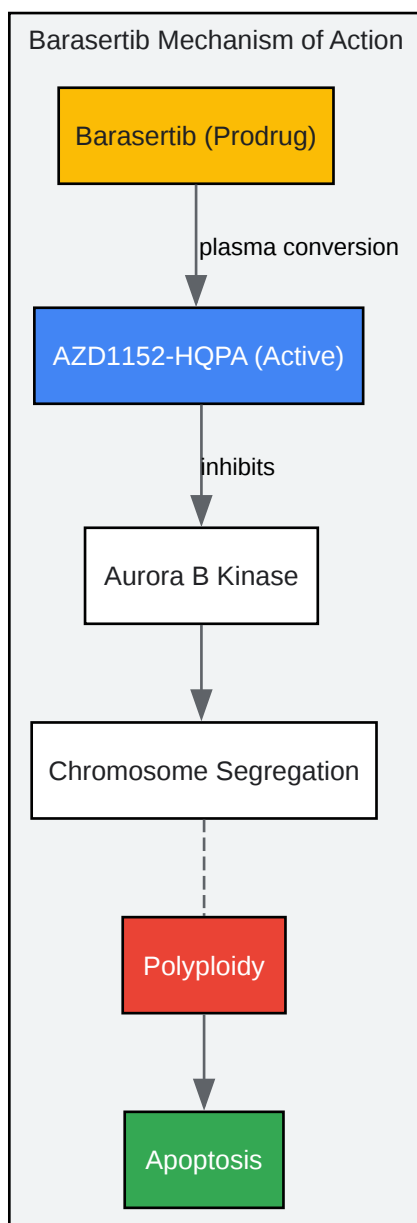 Barasertib Mechanism of Action
Barasertib (Prodrug)
plasma conversion
AZD1152-HQPA (Active)
inhibits
Aurora B Kinase
Chromosome Segregation
Polyploidy
Apoptosis